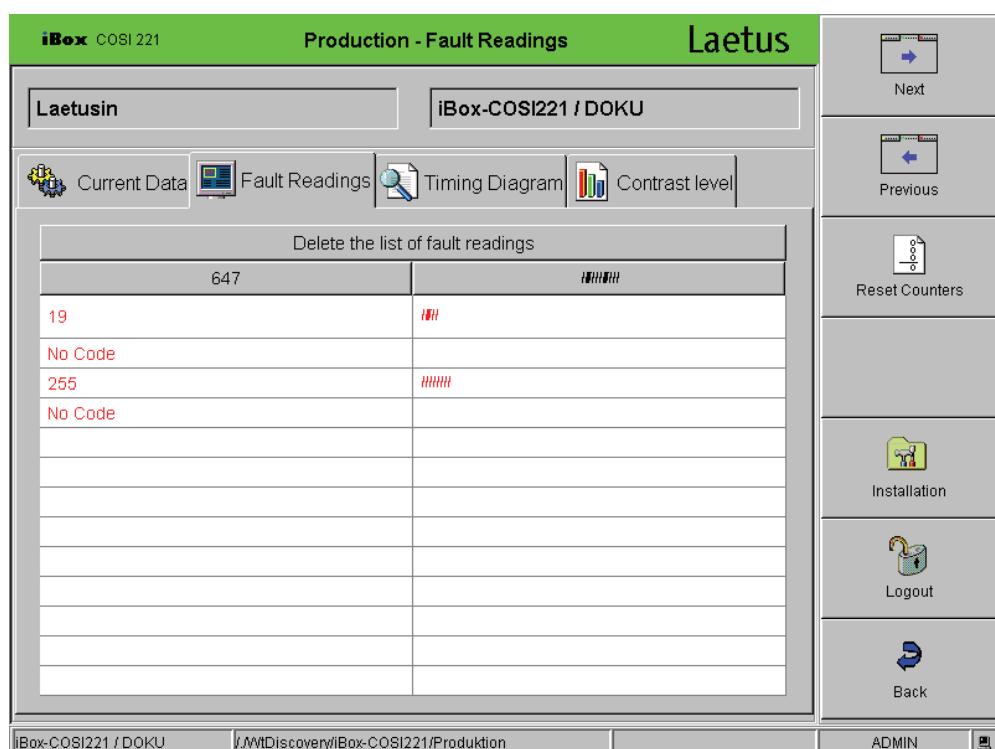 iBox COSI 221
Production - Fault Readings
Laetus
Laetusin
iBox-COSI221 / DOKU
Current Data
Fault Readings
Timing Diagram
Contrast level
Delete the list of fault readings
647
19
No Code
255
No Code
Next
Previous
Reset Counters
Installation
Logout
Back
iBox-COSI221 / DOKU
/./WtDiscovery/iBox-COSI221/Produktion
ADMIN